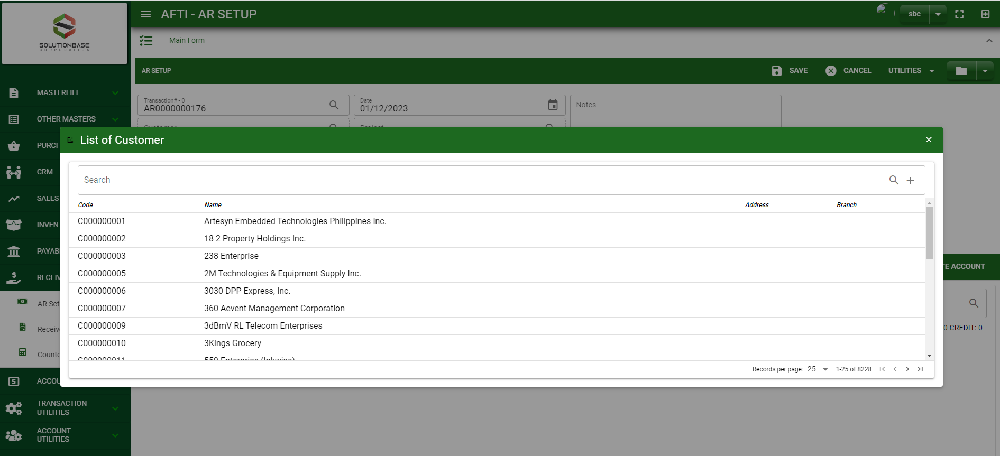 SOLUTIONBASE
CORPORATION
AFTI - AR SETUP
sbc
Main Form
AR SETUP
SAVE
CANCEL
UTILITIES
MASTERFILE
OTHER MASTERS
PURCH
CRM
SALES
INVENT
PAYAB
RECEIV
AR Set
Receive
Counte
ACCOU
TRANSACTION
UTILITIES
ACCOUNT
UTILITIES
Transaction# - 0
AR0000000176
Date
01/12/2023
Notes
Customer
Project
List of Customer
Search
Code Name Address Branch
C000000001 Artesyn Embedded Technologies Philippines Inc.
C000000002 18 2 Property Holdings Inc.
C000000003 238 Enterprise
C000000005 2M Technologies & Equipment Supply Inc.
C000000006 3030 DPP Express, Inc.
C000000007 360 Aevent Management Corporation
C000000009 3dBmV RL Telecom Enterprises
C000000010 3Kings Grocery
C000000011 559 Enterprise (Inkwise)
Records per page: 25 1-25 of 8228
TE ACCOUNT
0 CREDIT: 0